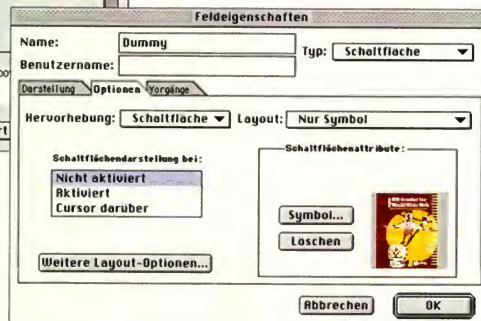 Feldeigenschaften
Name: Dummy
Typ: Schaltfläche
Benutzername:
Darstellung Optionen Vorgänge
Hervorhebung: Schaltfläche Layout: Nur Symbol
Schaltflächendarstellung bei:
Nicht aktiviert
Aktiviert
Cursor darüber
Schaltflächenattribute:
Symbol...
Löschen
Weitere Layout-Optionen...
Abbrechen OK